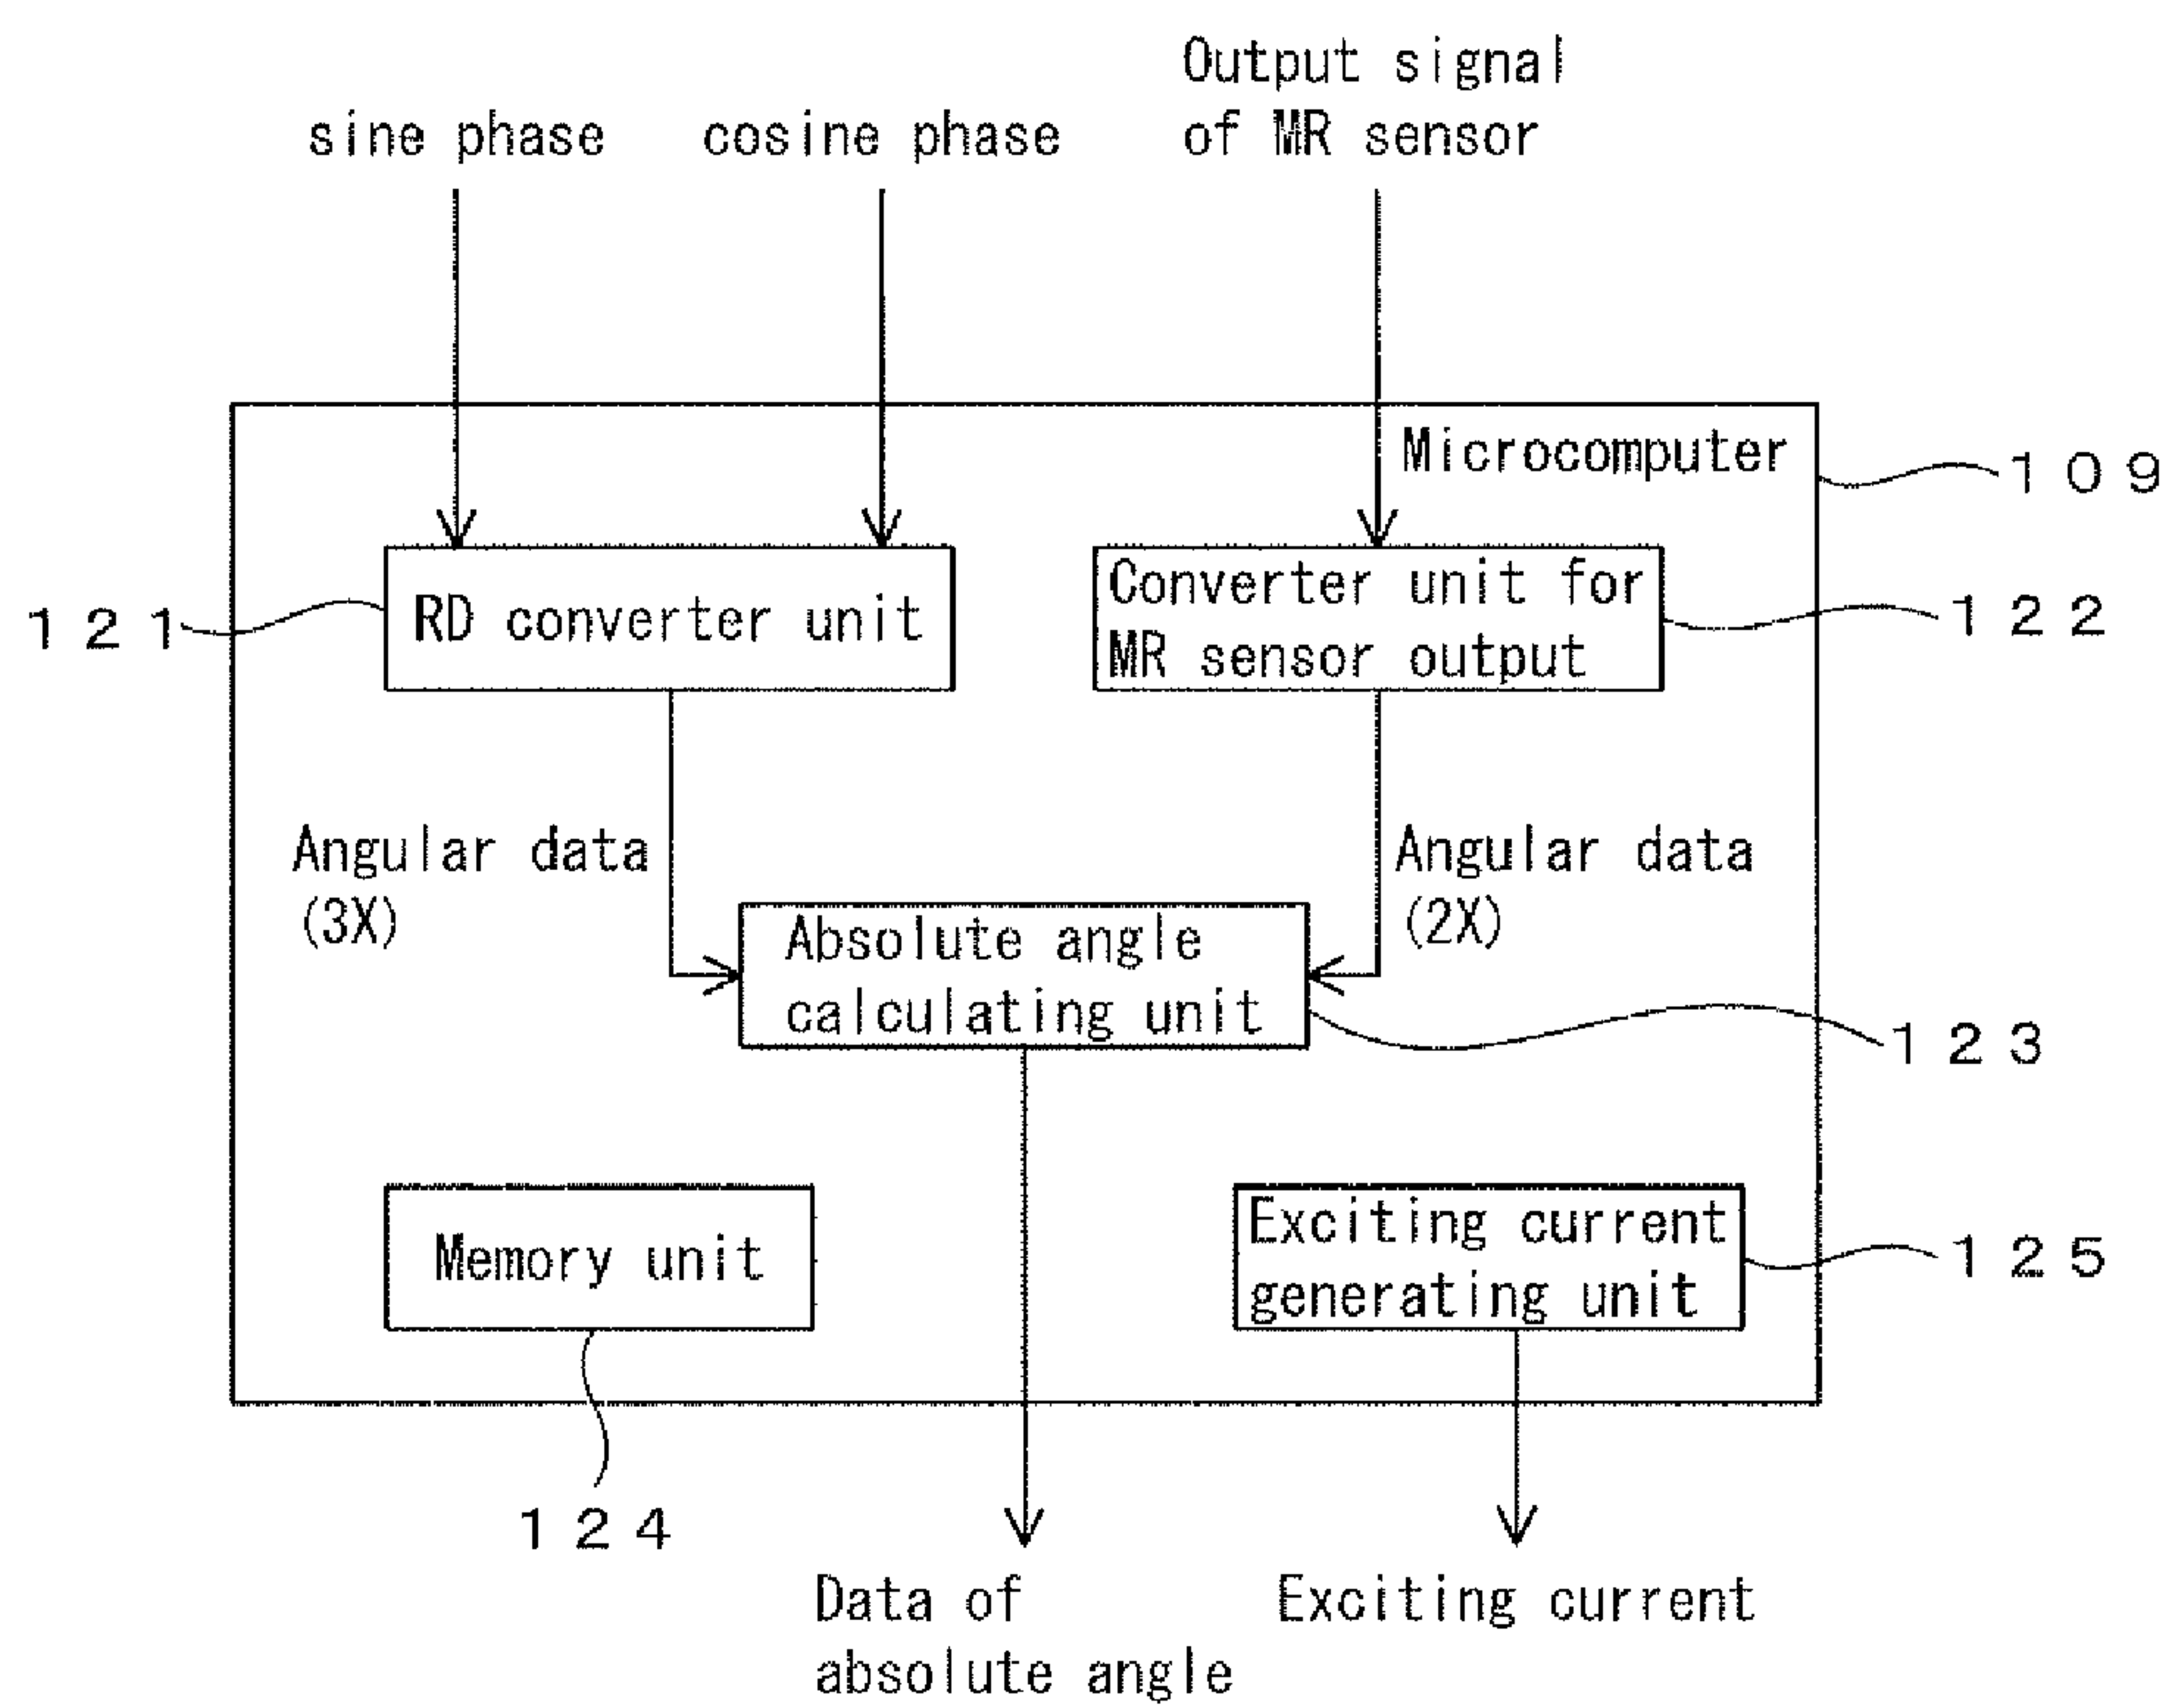 Output signal
of MR sensor
sine phase
cosine phase
Microcomputer
109
RD converter unit
121
Converter unit for
MR sensor output
122
Angular data
(3X)
Angular data
(2X)
Absolute angle
calculating unit
123
Memory unit
124
Exciting current
generating unit
125
Data of
absolute angle
Exciting current